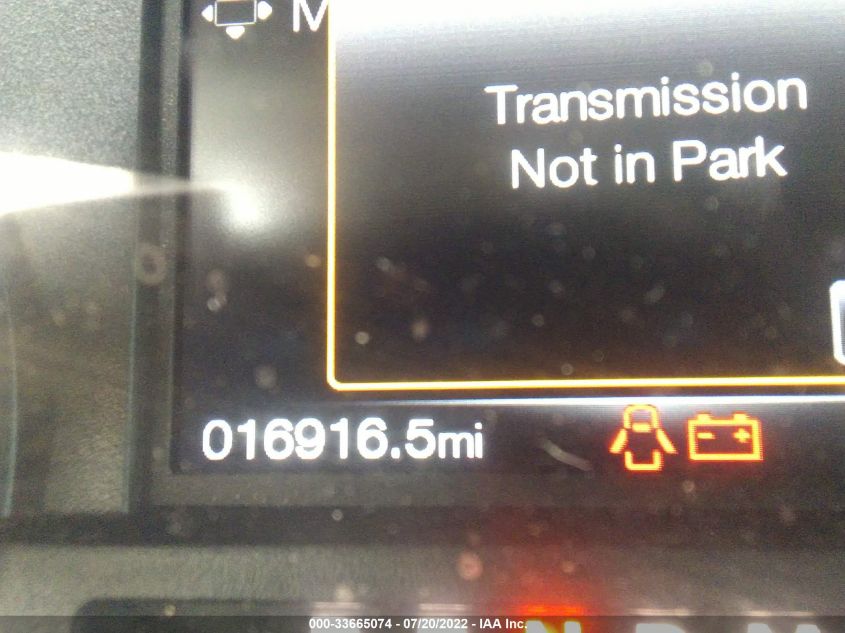 M
Transmission
Not in Park
016916.5mi
N D M
000-33665074 - 07/20/2022 - IAA Inc.